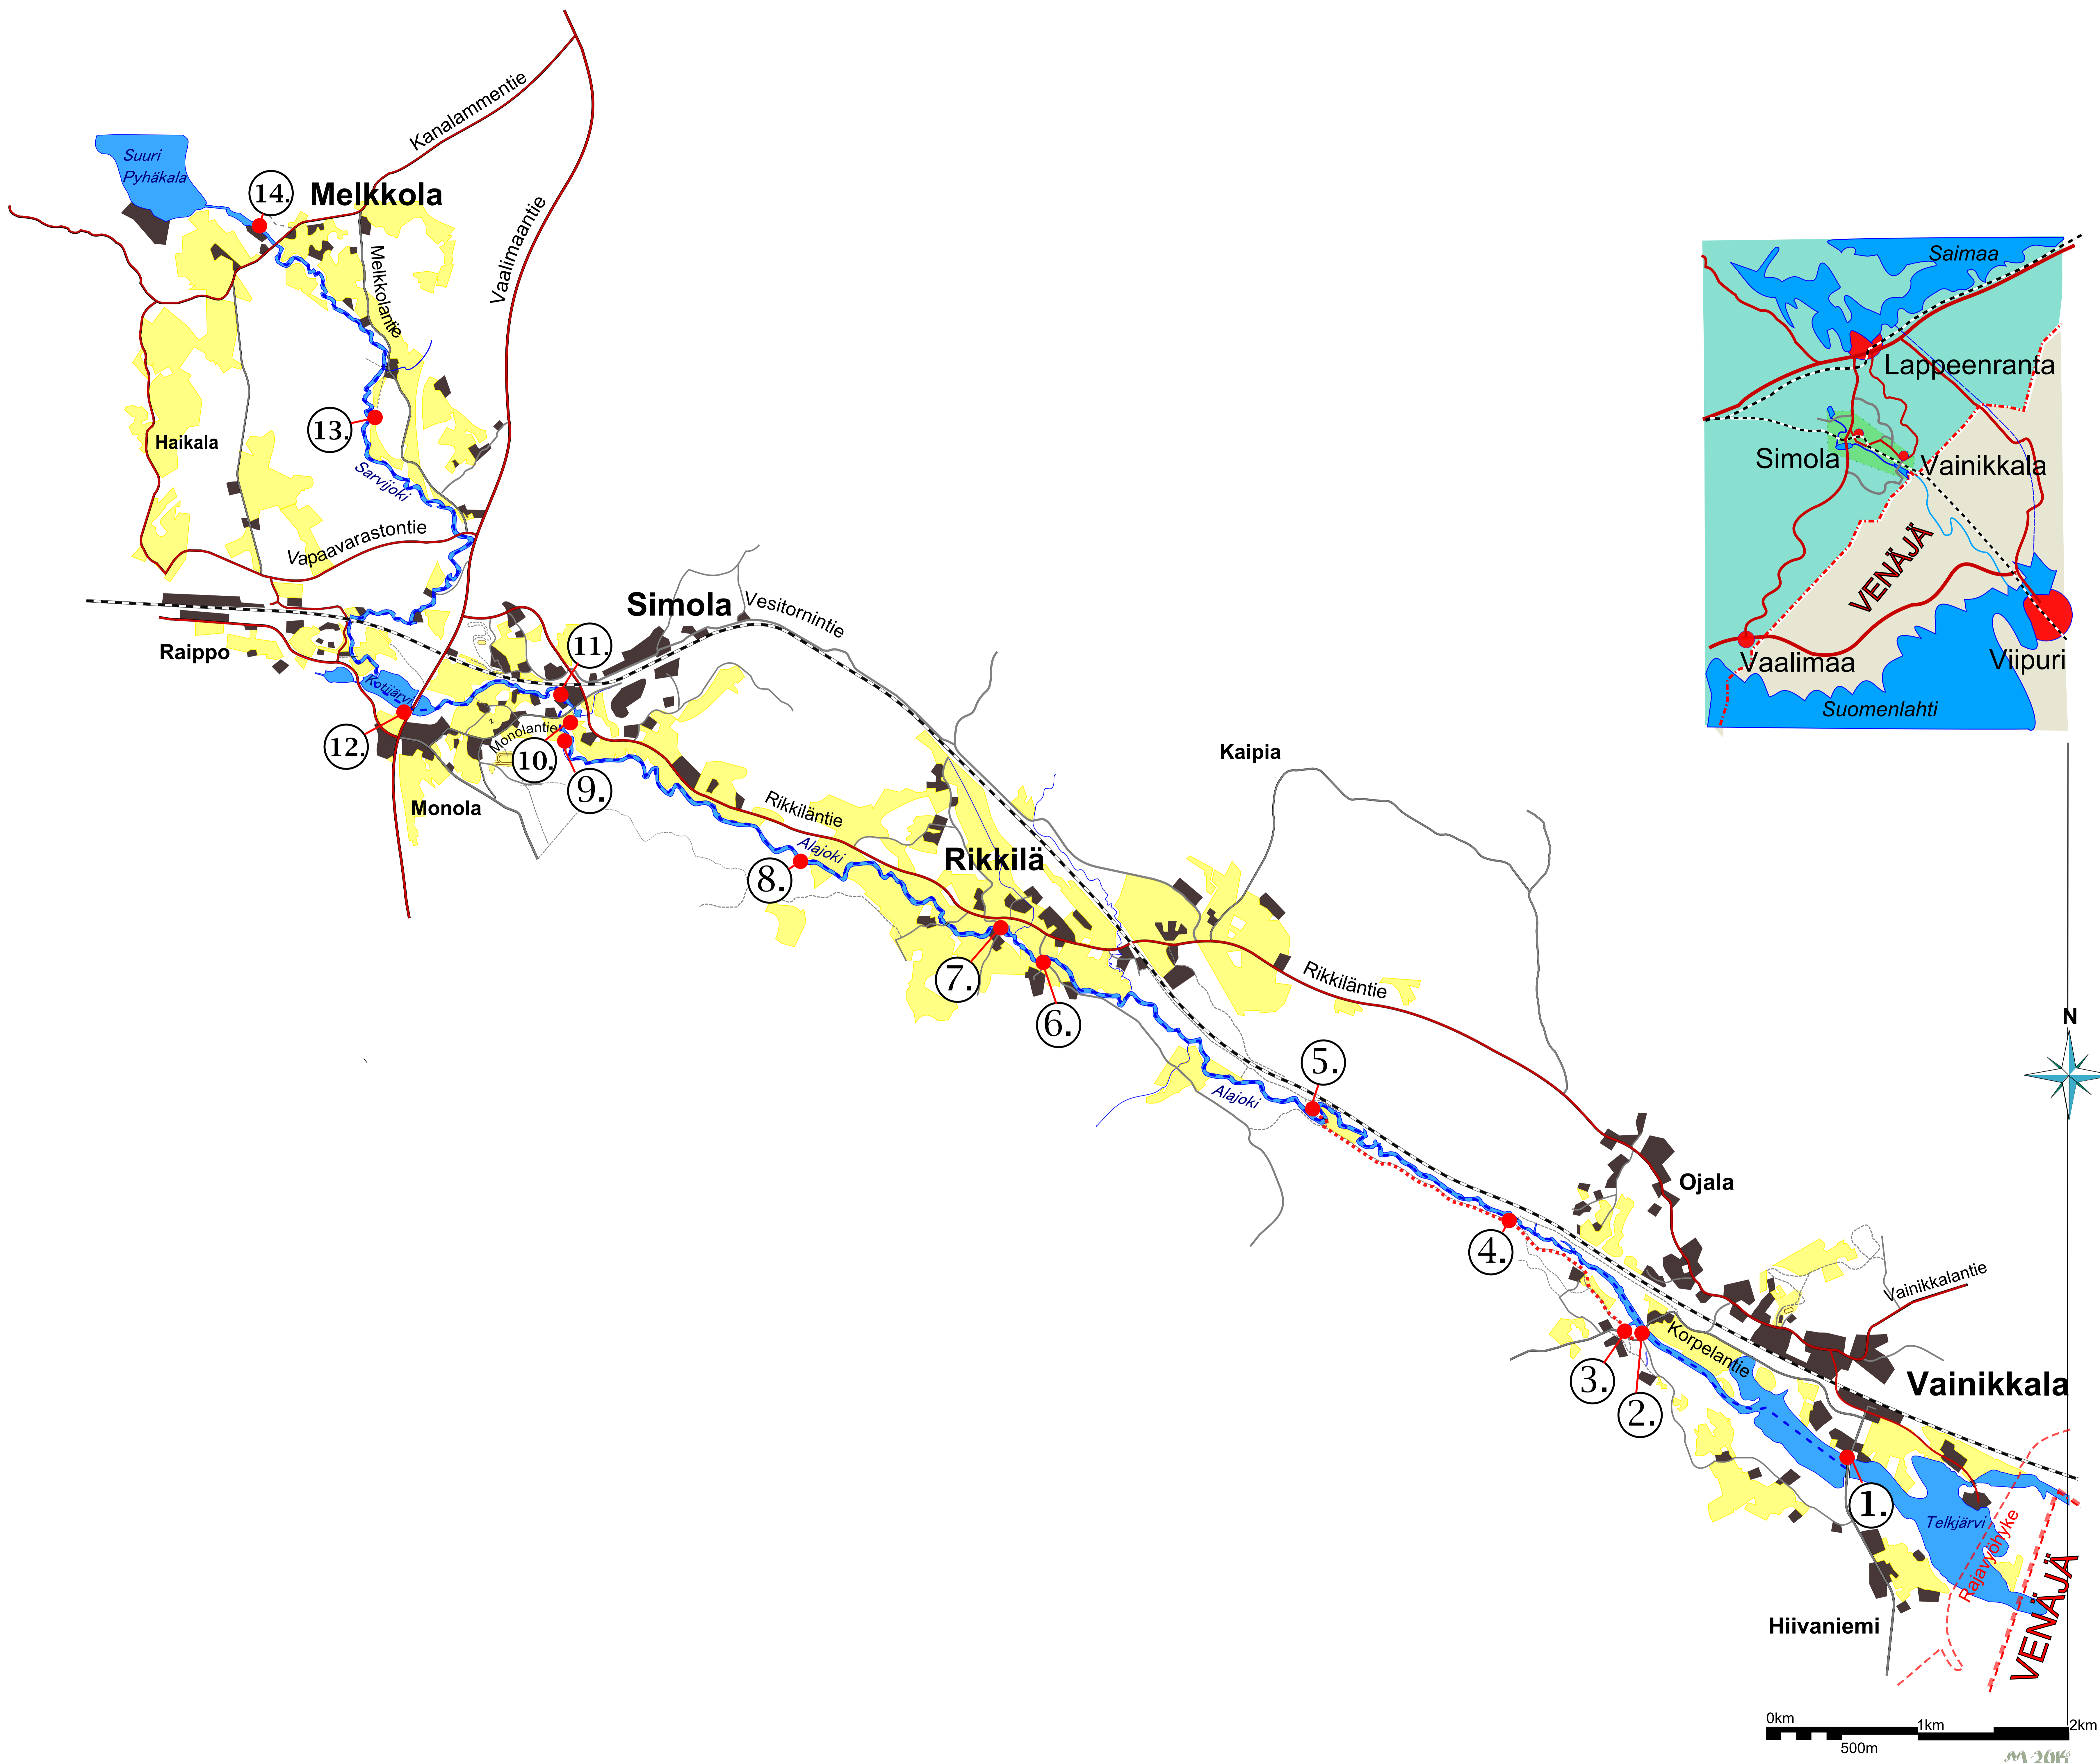 Kanalammentie
Suuri
Pyhäkala
14.
Melkkola
Vaalimaantie
Melkkolantie
13.
Haikala
Sarvijoki
Vapaavarastontie
Simola
Vesitornintie
11.
Raippo
Kotijärvi
12.
Monolantie
10.
9.
Monola
Rikkiläntie
Alajoki
8.
Rikkilä
Kaipia
7.
6.
Rikkiläntie
5.
Alajoki
Ojala
4.
Vainikkalantie
Korpelantie
3.
2.
Vainikkala
1.
Telkjärvi
Rajavyöhyke
VENÄJÄ
Hiivaniemi
Saimaa
Lappeenranta
Simola
Vainikkala
VENÄJÄ
Vaalimaa
Viipuri
Suomenlahti
N
0km
1km
2km
500m